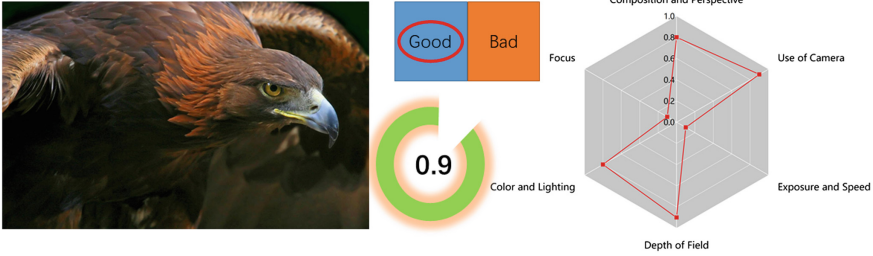 Good
Bad
0.9
Composition and Perspective
1.0
0.8
0.6
0.4
0.2
0.0
Focus
Use of Camera
Color and Lighting
Exposure and Speed
Depth of Field